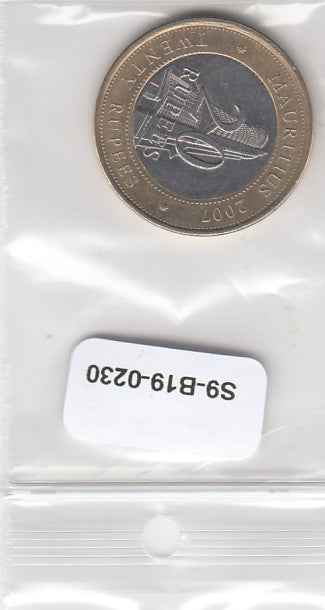 MAURITIUS 2007
TWENTY RUPEES
20
RUPEES
S9-B19-0230